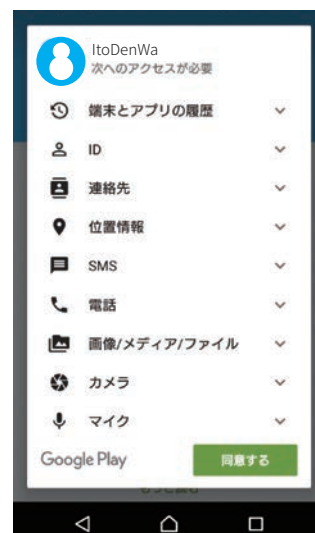 ItoDenWa
次へのアクセスが必要
端末とアプリの履歴
ID
連絡先
位置情報
SMS
電話
画像/メディア/ファイル
カメラ
マイク
Google Play
同意する